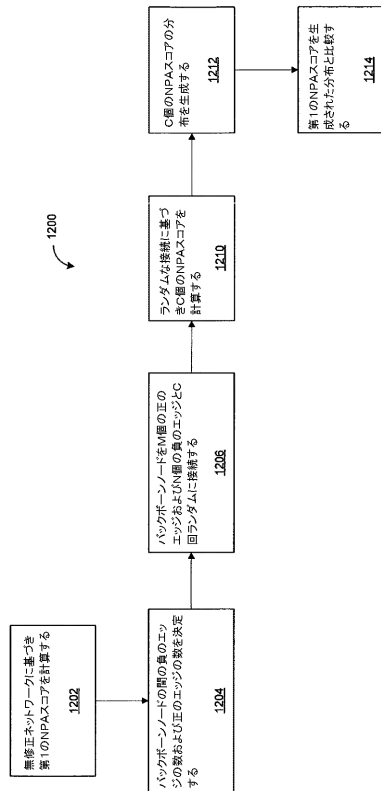 1200
無修正ネットワークに基づき
第1のNPAスコアを計算する
1202
バックボーンノードの間の負のエッ
ジの数および正のエッジの数を決定
する
1204
バックボーンノードをM個の正の
エッジおよびN個の負のエッジとC
回ランダムに接続する
1206
ランダムな接続に基づ
きC個のNPAスコアを
計算する
1210
C個のNPAスコアの分
布を生成する
1212
第1のNPAスコアを生
成された分布と比較す
る
1214